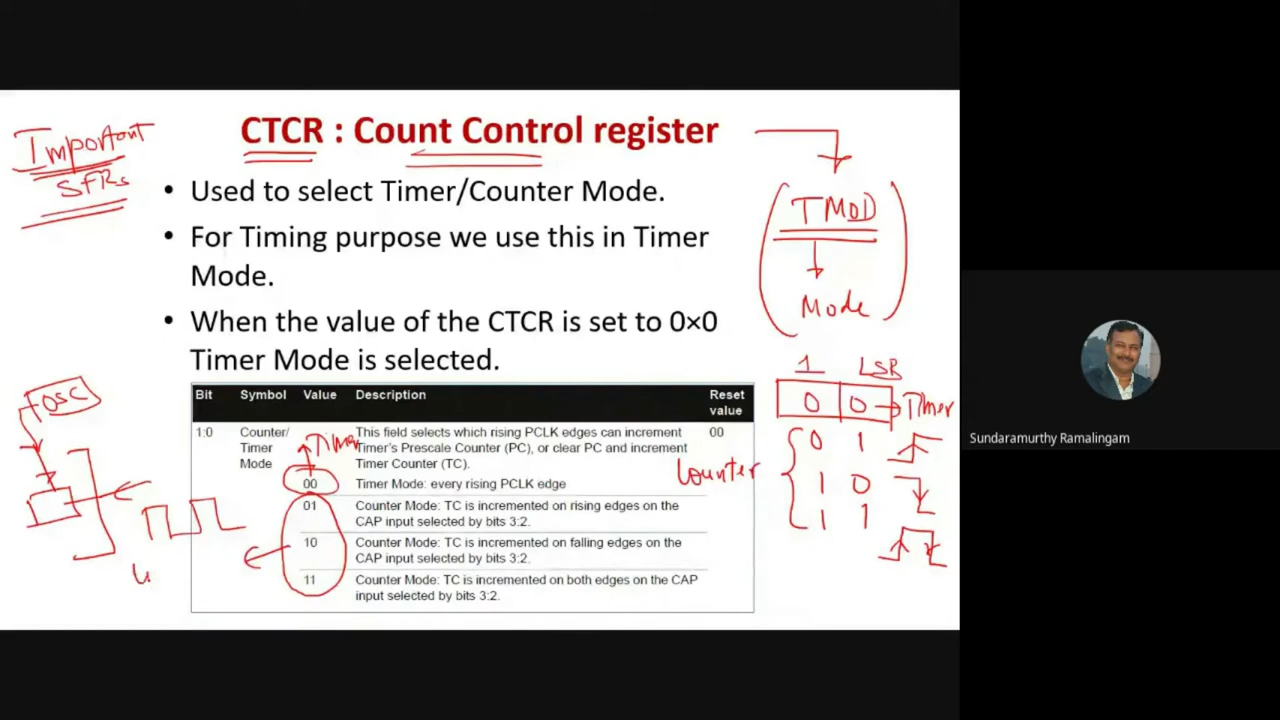 Important
SFRs
CTCR : Count Control register
• Used to select Timer/Counter Mode.
• For Timing purpose we use this in Timer
Mode.
• When the value of the CTCR is set to 0×0
Timer Mode is selected.
TMOD
Mode
Fosc
Bit Symbol Value Description Reset
value
1:0 Counter/
Timer
Mode
This field selects which rising PCLK edges can increment
Timer's Prescale Counter (PC), or clear PC and increment
Timer Counter (TC).
00
00 Timer Mode: every rising PCLK edge
01 Counter Mode: TC is incremented on rising edges on the
CAP input selected by bits 3:2.
10 Counter Mode: TC is incremented on falling edges on the
CAP input selected by bits 3:2.
11 Counter Mode: TC is incremented on both edges on the CAP
input selected by bits 3:2.
Timer
1 LSB
0 0 Timer
Counter
0 1
1 0
1 1
Sundaramurthy Ramalingam